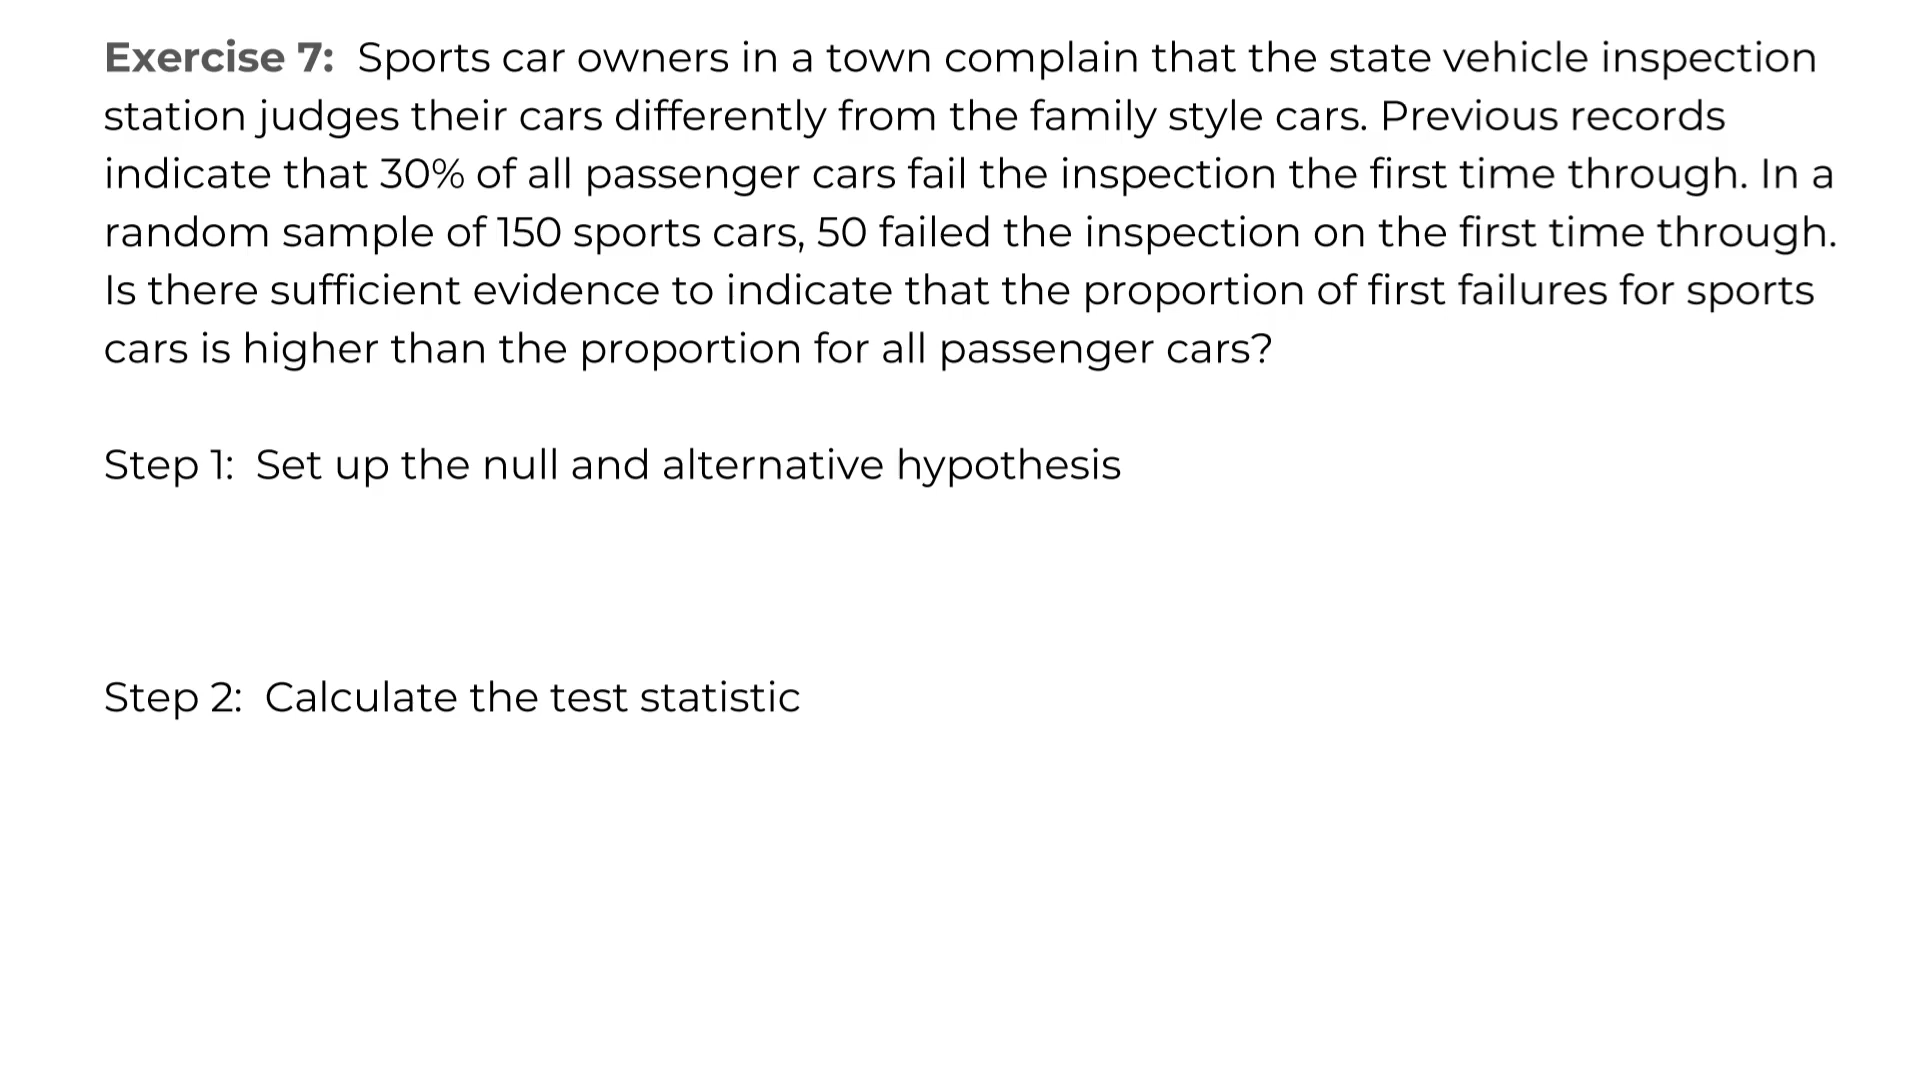 Exercise 7: Sports car owners in a town complain that the state vehicle inspection
station judges their cars differently from the family style cars. Previous records
indicate that 30% of all passenger cars fail the inspection the first time through. In a
random sample of 150 sports cars, 50 failed the inspection on the first time through.
Is there sufficient evidence to indicate that the proportion of first failures for sports
cars is higher than the proportion for all passenger cars?
Step 1: Set up the null and alternative hypothesis
Step 2: Calculate the test statistic